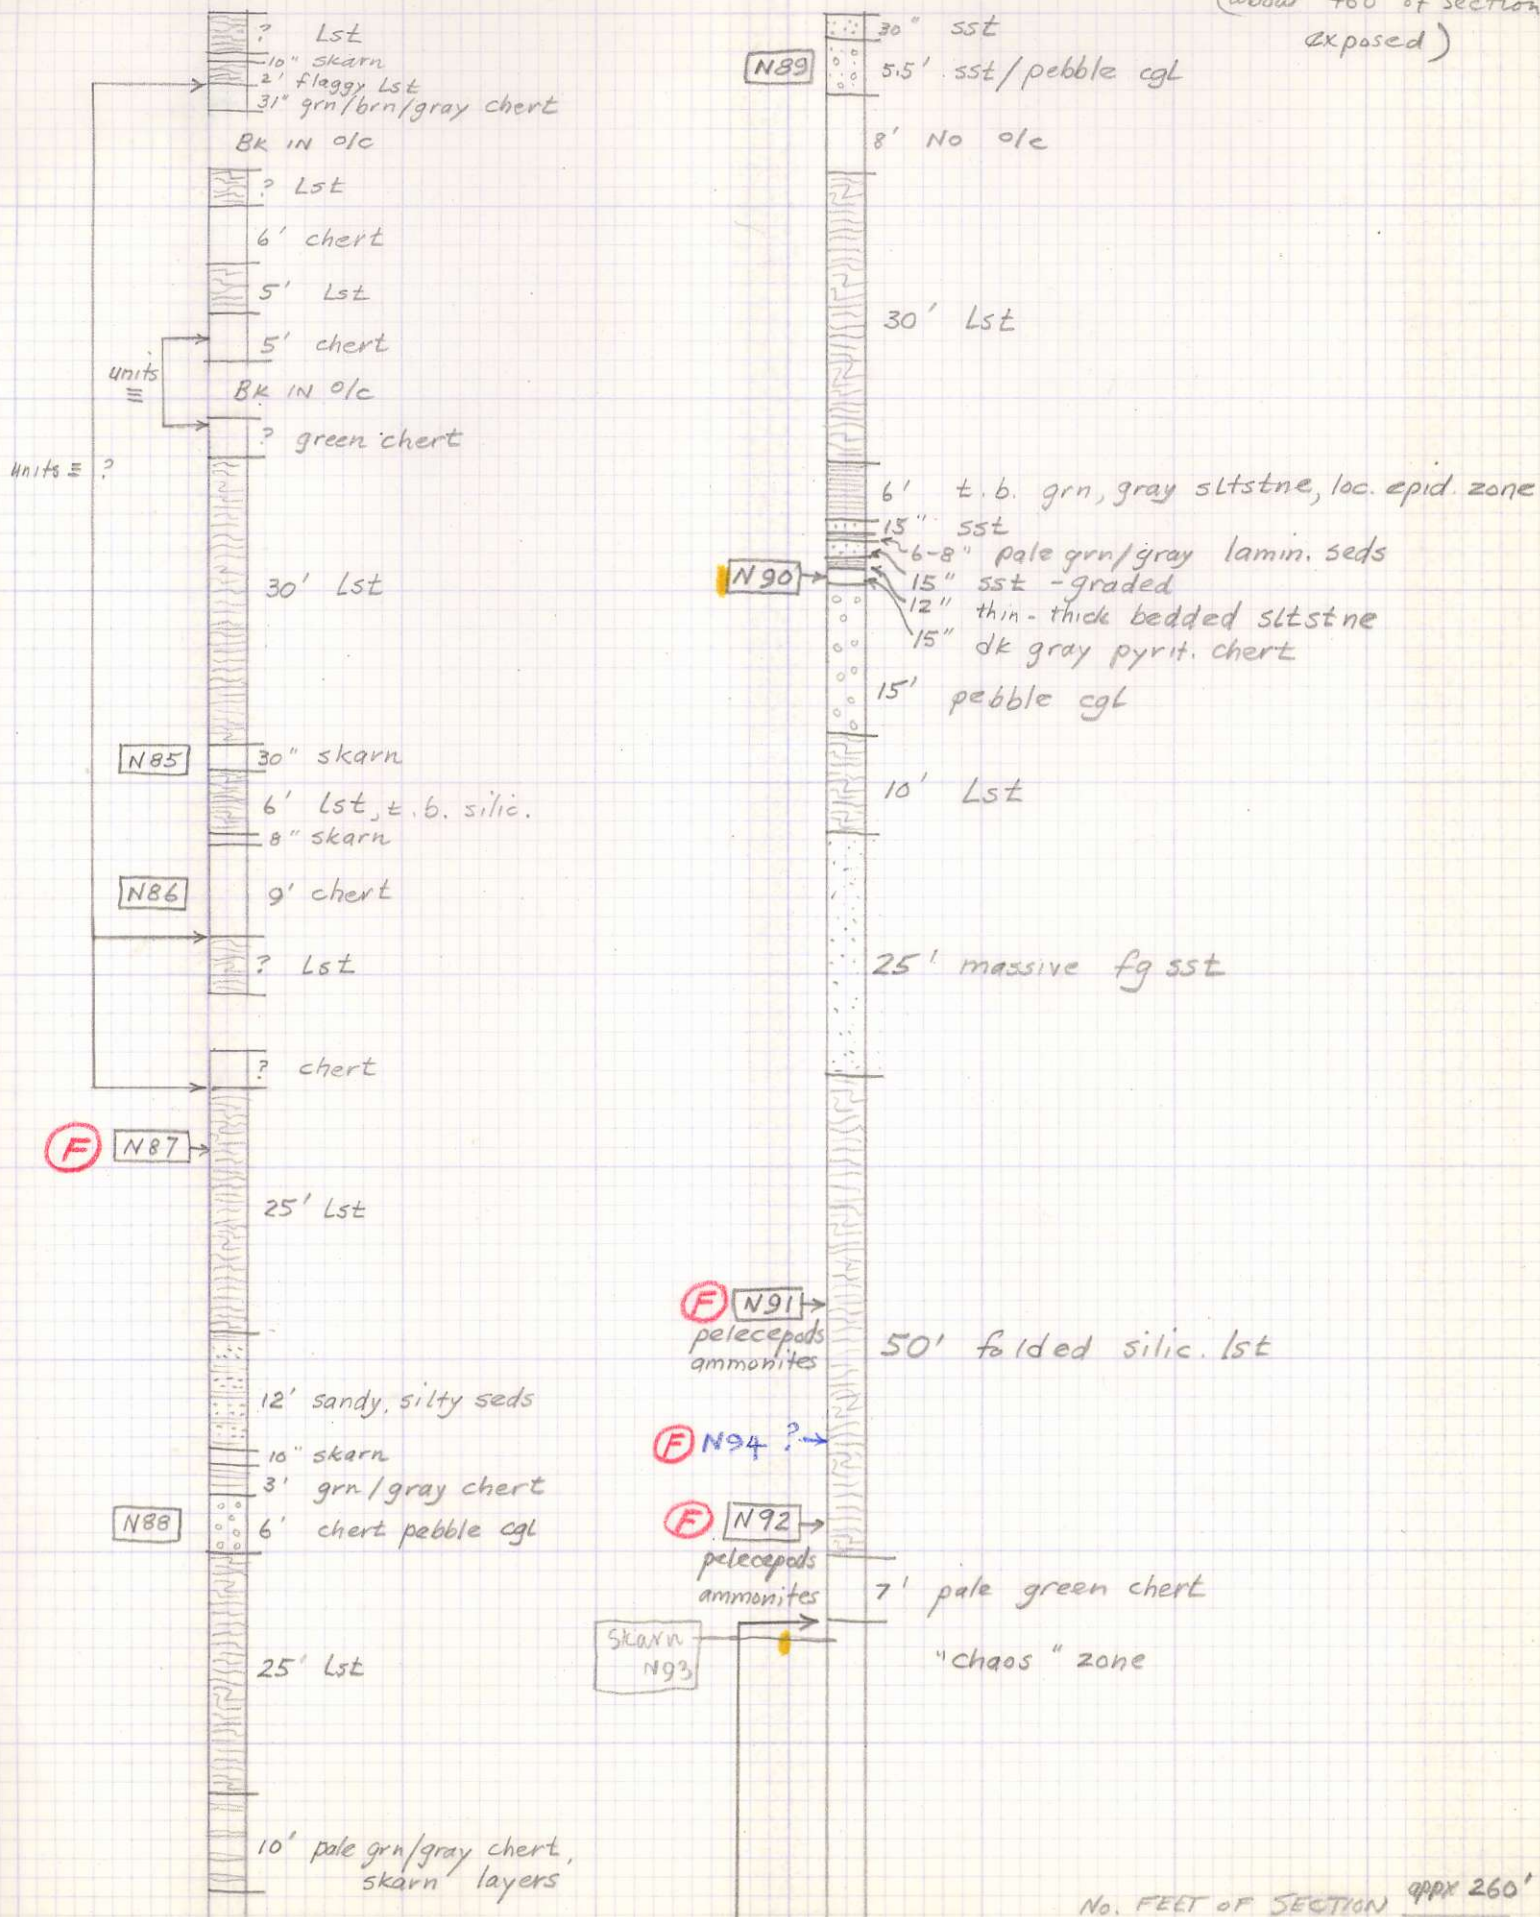 ? Lst
10" skarn
2' flaggy Lst
31" grn/brn/gray chert
BK IN o/c
? Lst
6' chert
5' Lst
5' chert
units
≡
BK IN o/c
? green chert
units ≡ ?
30' Lst
N85
30" skarn
6' lst, t.b. silic.
8" skarn
N86
9' chert
? Lst
? chert
F N87
25' Lst
12' sandy, silty seds
10" skarn
3' grn/gray chert
N88
6' chert pebble cgl
25' Lst
10' pale grn/gray chert,
skarn layers
of section
exposed)
30" sst
N89
5.5' sst/pebble cgl
8' No o/c
30' Lst
6' t.b. grn, gray sltstne, loc. epid. zone
15" sst
6-8" pale grn/gray lamin. seds
N90
15" sst - graded
12" thin-thick bedded sltstne
15" dk gray pyrit. chert
15' pebble cgl
10' Lst
25' massive fg sst
F N91
pelecepods
ammonites
50' folded silic. lst
F N94 ?
F N92
pelecepods
ammonites
7' pale green chert
Skarn
N93
"chaos" zone
No. FEET OF SECTION appx 260'